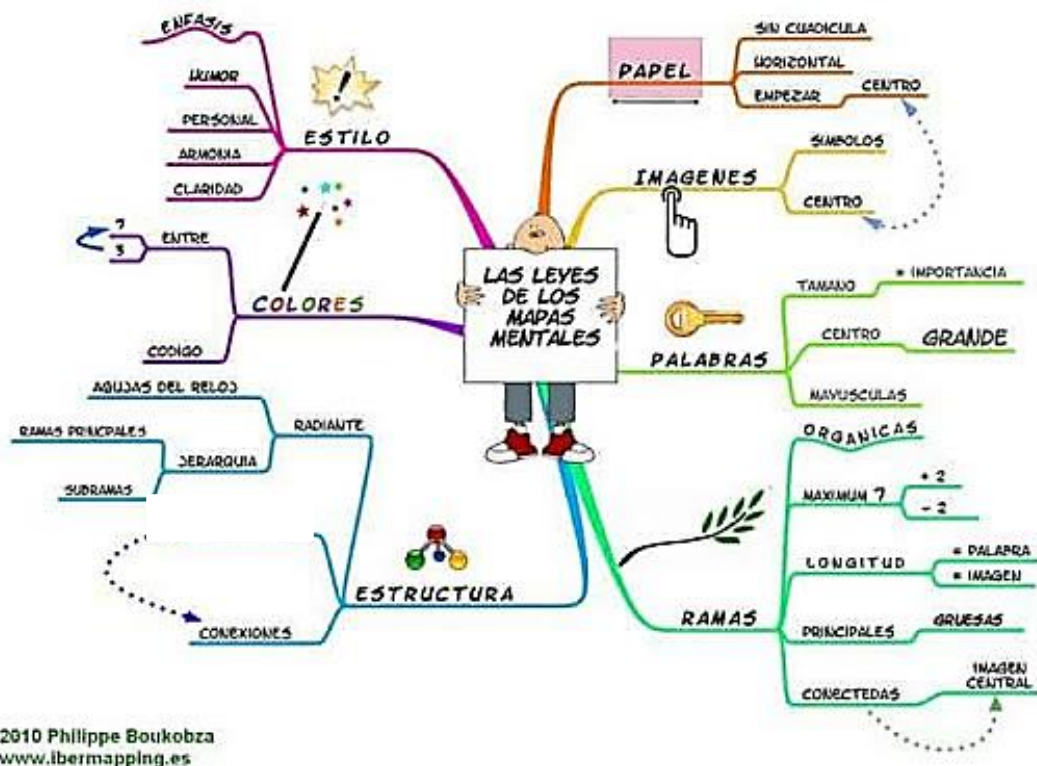 LAS LEYES
DE LOS
MAPAS
MENTALES
PAPEL
SIN CUADICULA
HORIZONTAL
EMPEZAR
CENTRO
IMAGENES
SIMBOLOS
CENTRO
PALABRAS
TAMANO
= IMPORTANCIA
CENTRO
GRANDE
MAYUSCULAS
RAMAS
ORGANICAS
MAXIMUM 7
+ 2
- 2
LONGITUD
= PALABRA
= IMAGEN
PRINCIPALES
GRUESAS
CONECTEDAS
IMAGEN
CENTRAL
ESTRUCTURA
RADIANTE
AGUJAS DEL RELOJ
JERARQUIA
RAMAS PRINCPALES
SUBRAMAS
CONEXIONES
COLORES
ENTRE
7
3
CODIGO
ESTILO
ENFASIS
HUMOR
PERSONAL
ARMONIA
CLARIDAD
2010 Philippe Boukobza
www.ibermapping.es